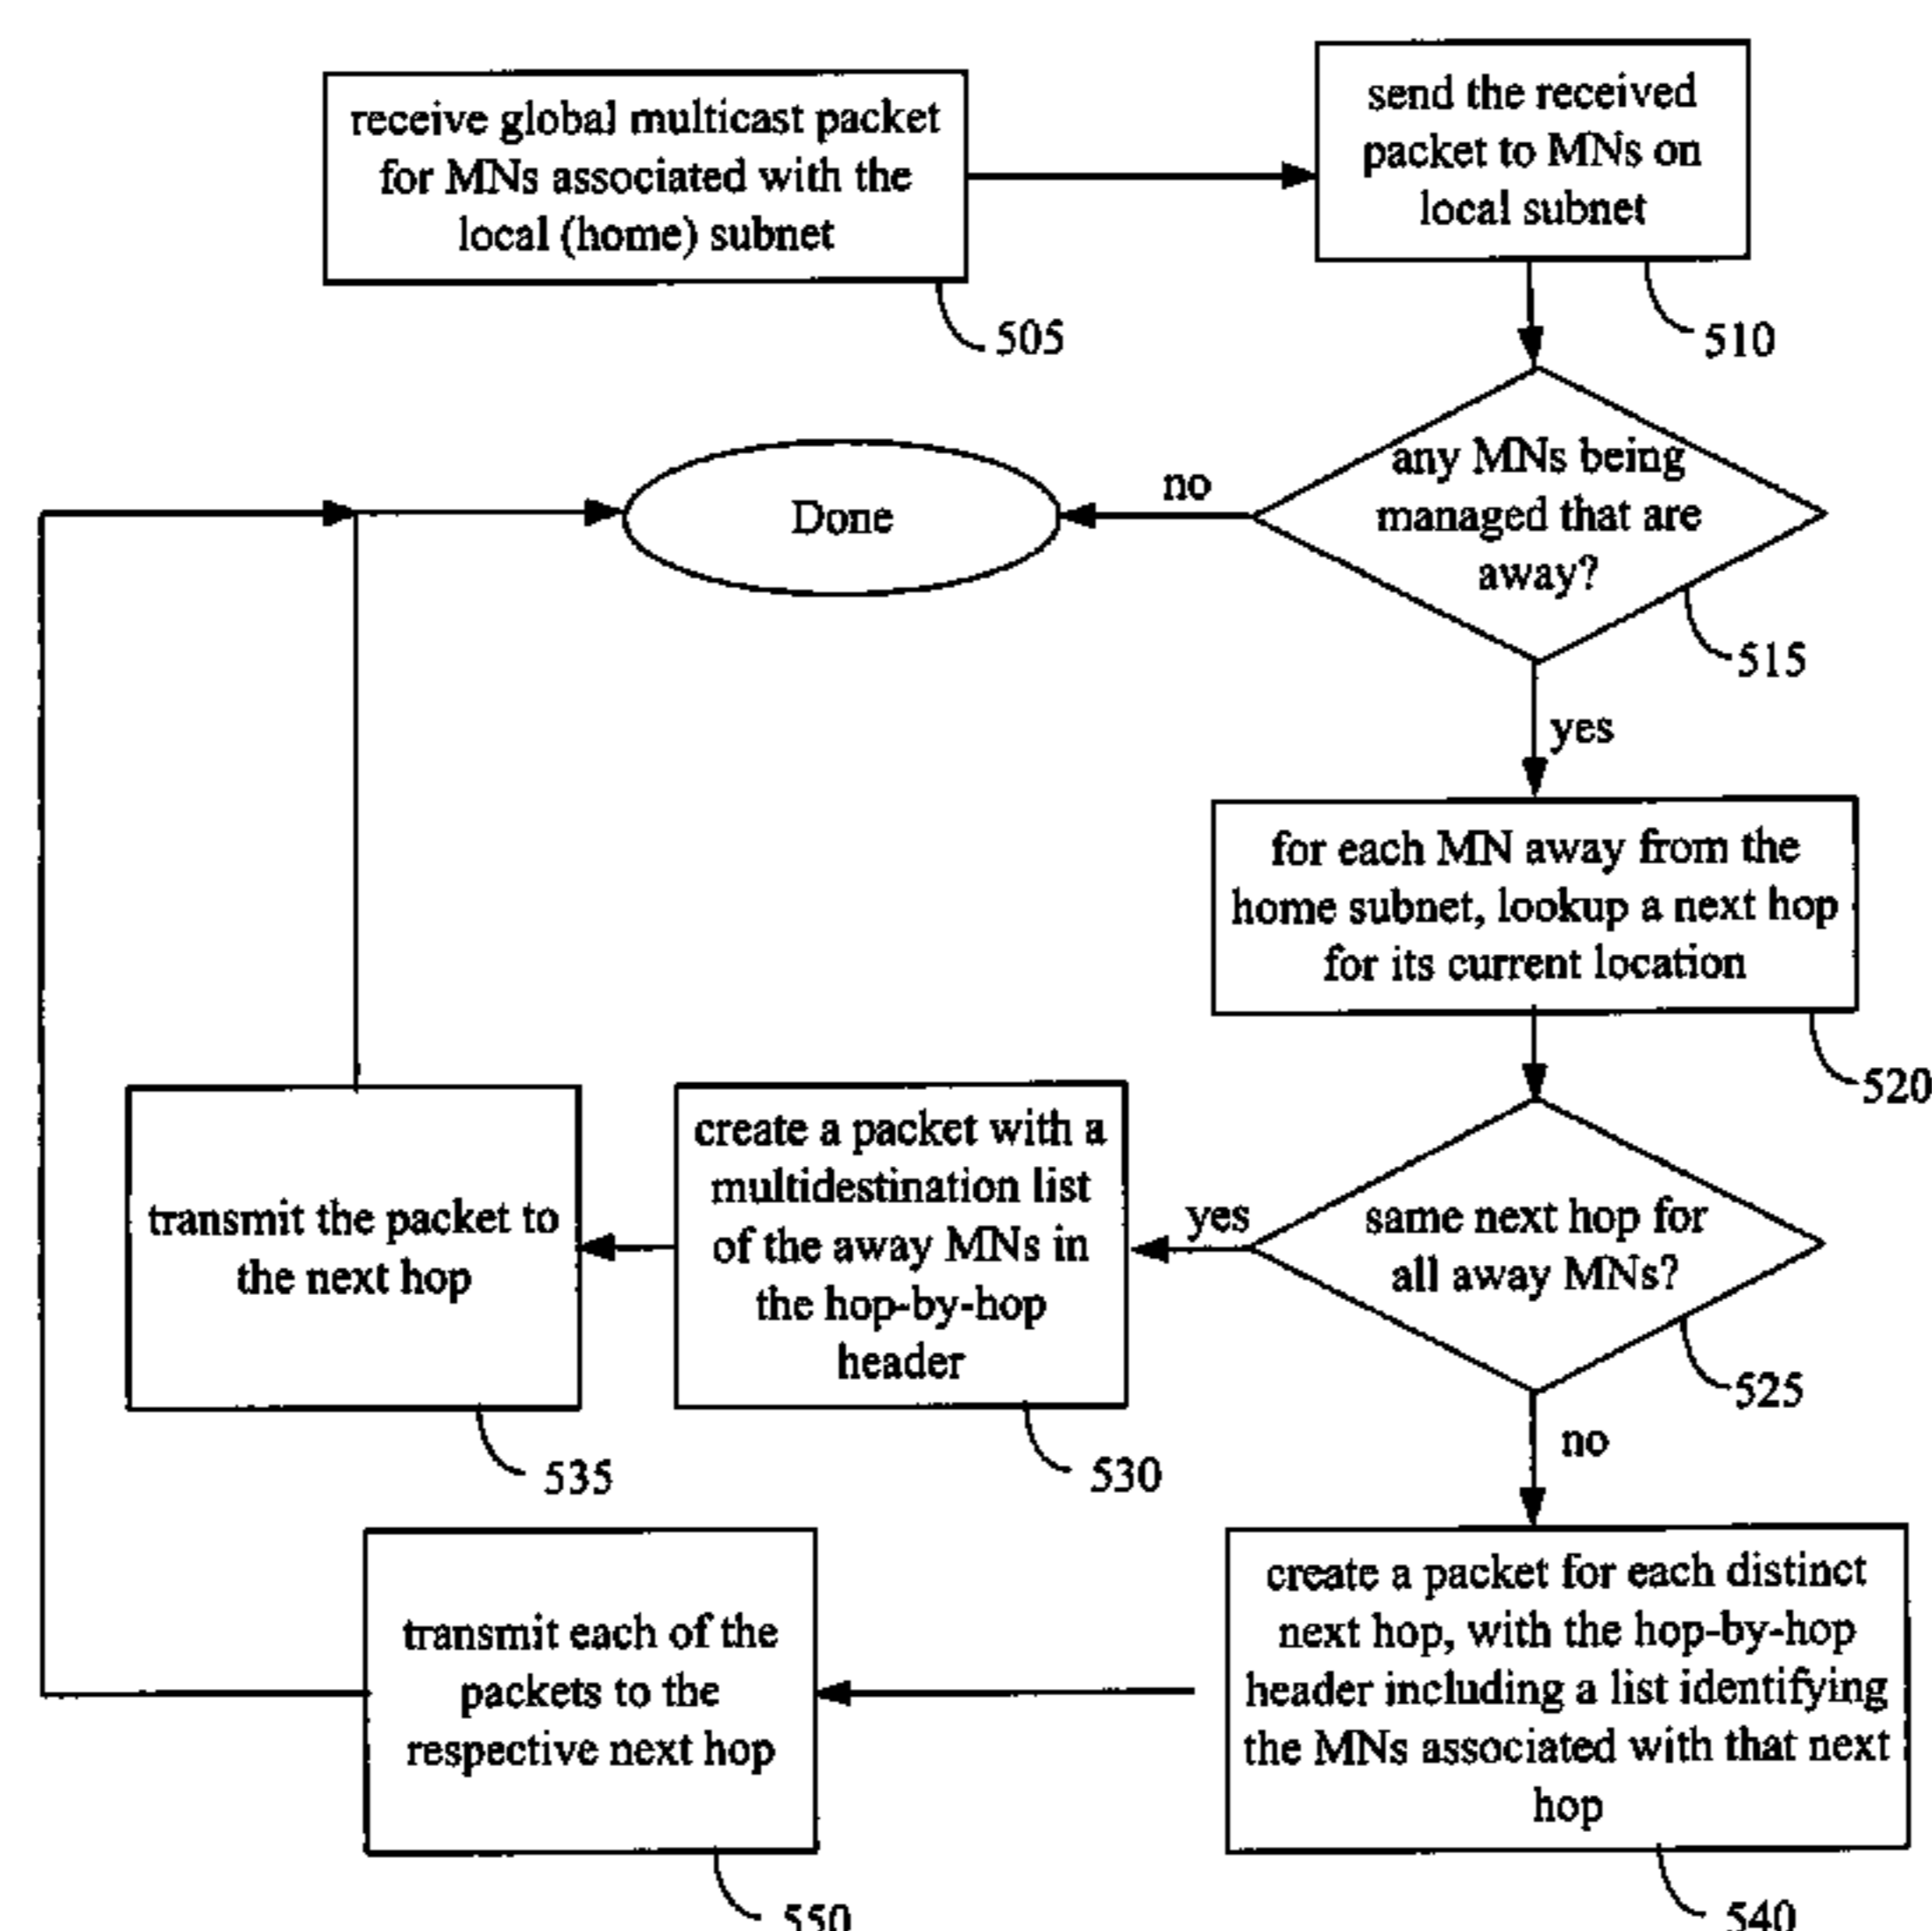 receive global multicast packet
for MNs associated with the
local (home) subnet
505
send the received
packet to MNs on
local subnet
510
any MNs being
managed that are
away?
515
no
Done
yes
for each MN away from the
home subnet, lookup a next hop
for its current location
520
same next hop for
all away MNs?
525
yes
create a packet with a
multidestination list
of the away MNs in
the hop-by-hop
header
530
transmit the packet to
the next hop
535
no
create a packet for each distinct
next hop, with the hop-by-hop
header including a list identifying
the MNs associated with that next
hop
540
transmit each of the
packets to the
respective next hop
550